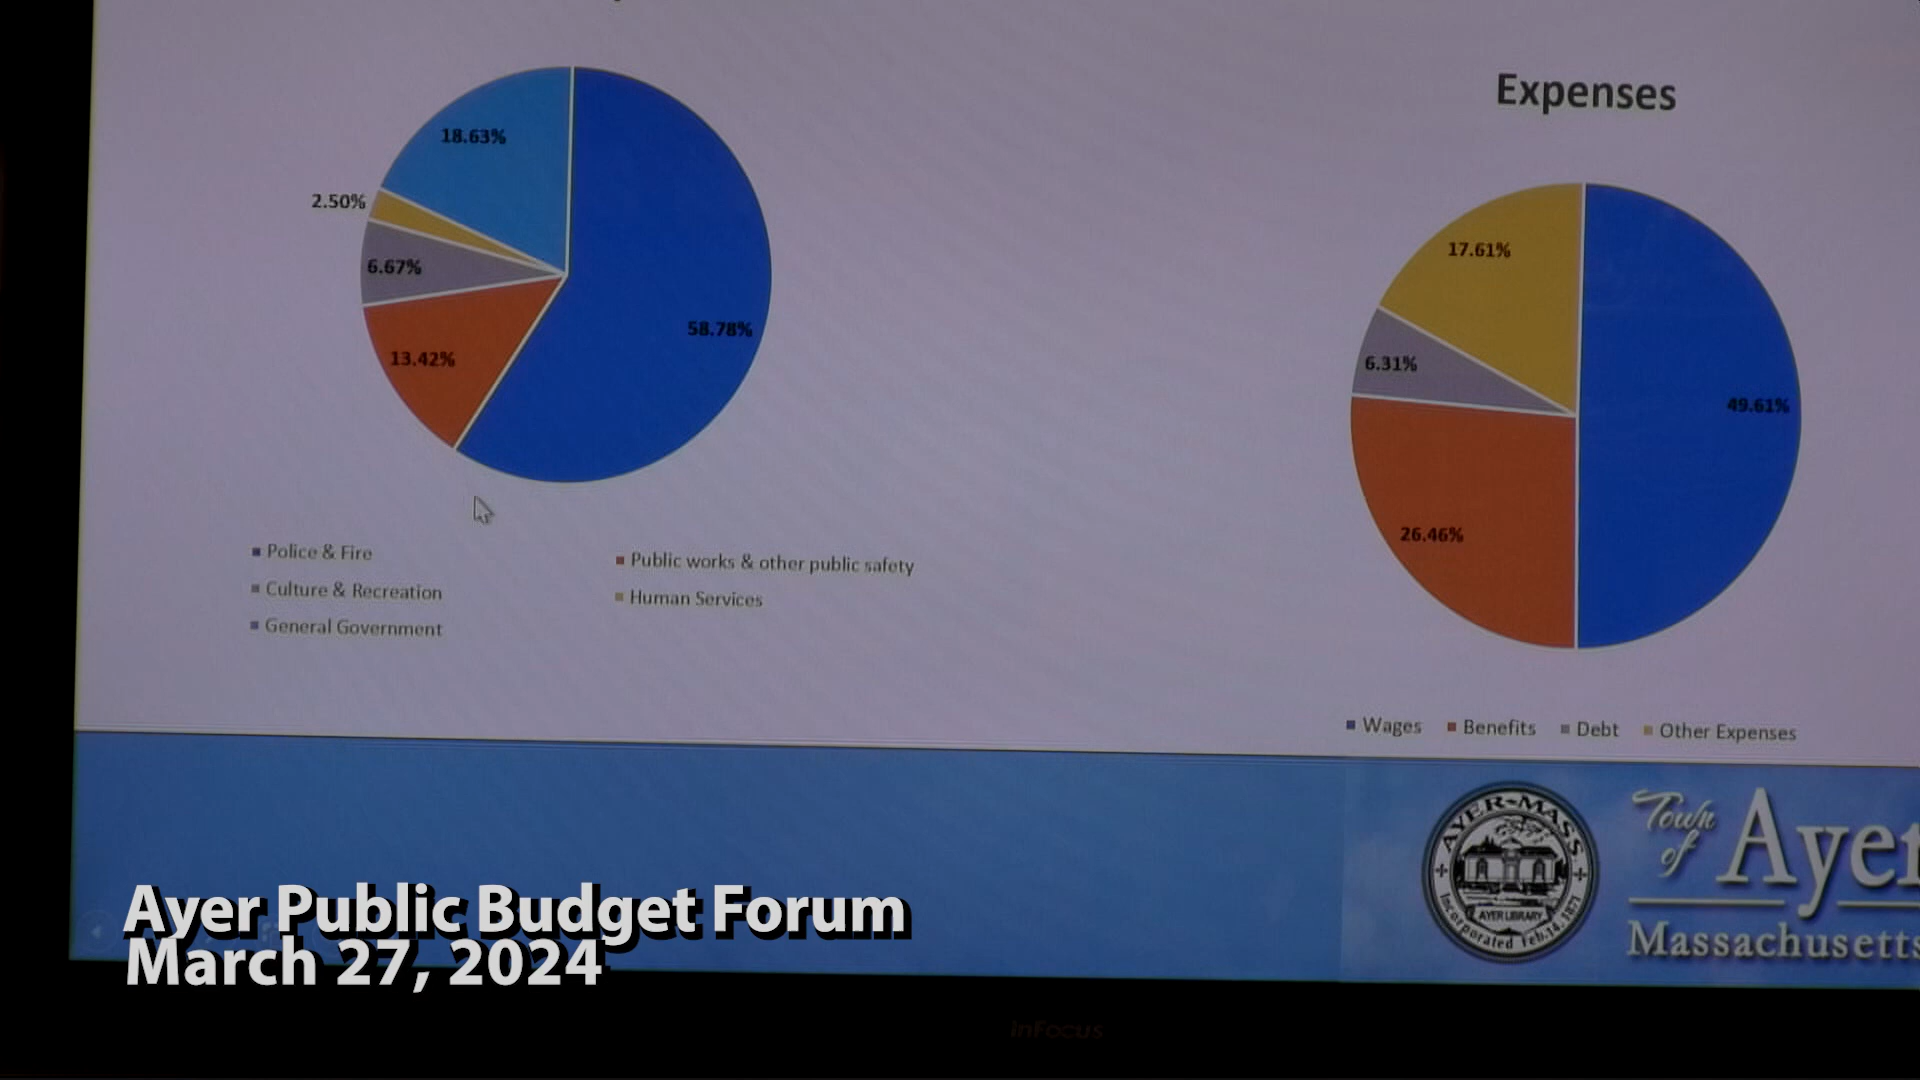 Expenses
18.63%
2.50%
6.67%
13.42%
58.78%
17.61%
6.31%
49.61%
26.46%
Police & Fire
Public works & other public safety
Culture & Recreation
Human Services
General Government
Wages
Benefits
Debt
Other Expenses
AYER-MASS
AYER LIBRARY
Incorporated Feb.14, 1871
Town
of
Ayer
Massachusetts
Ayer Public Budget Forum
March 27, 2024
InFocus